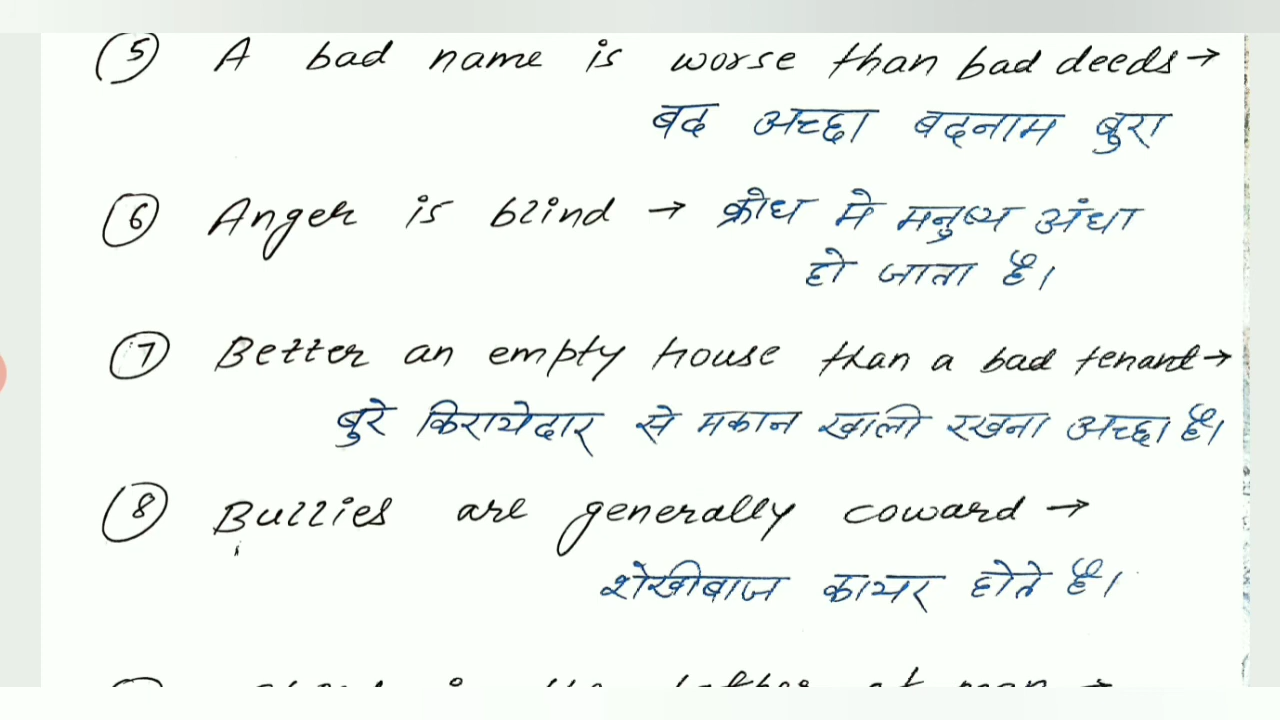 (5) A bad name is worse than bad deeds →
बद अच्छा बदनाम बुरा
(6) Anger is blind → क्रोध मे मनुष्य अंधा
हो जाता है।
(7) Better an empty house than a bad tenant →
बुरे किरायेदार से मकान खाली रखना अच्छा है।
(8) Bullies are generally coward →
शेखीबाज कायर होते है।